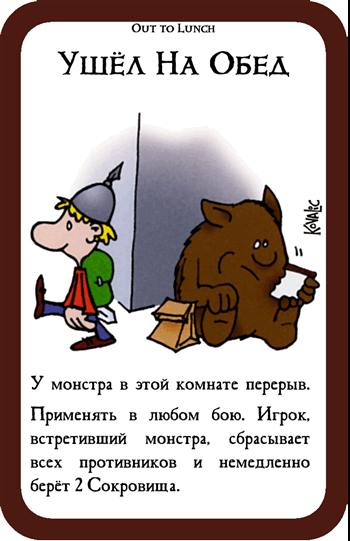 Out to Lunch
Ушёл На Обед
Kovalic
У монстра в этой комнате перерыв.
Применять в любом бою. Игрок,
встретивший монстра, сбрасывает
всех противников и немедленно
берёт 2 Сокровища.